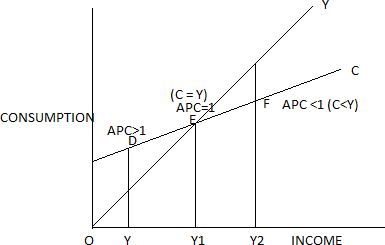 Y
C
(C = Y)
APC=1
E
F
APC <1 (C<Y)
CONSUMPTION
APC>1
D
O
Y
Y1
Y2
INCOME